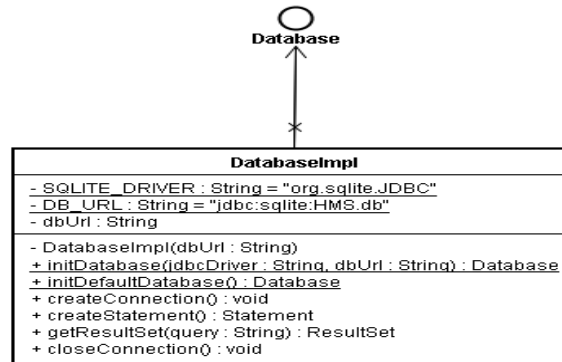 Database
DatabaseImpl
- SQLITE_DRIVER : String = "org.sqlite.JDBC"
- DB_URL : String = "jdbc:sqlite:HMS.db"
- dbUrl : String
- DatabaseImpl(dbUrl : String)
+ initDatabase(jdbcDriver : String, dbUrl : String) : Database
+ initDefaultDatabase() : Database
+ createConnection() : void
+ createStatement() : Statement
+ getResultSet(query : String) : ResultSet
+ closeConnection() : void